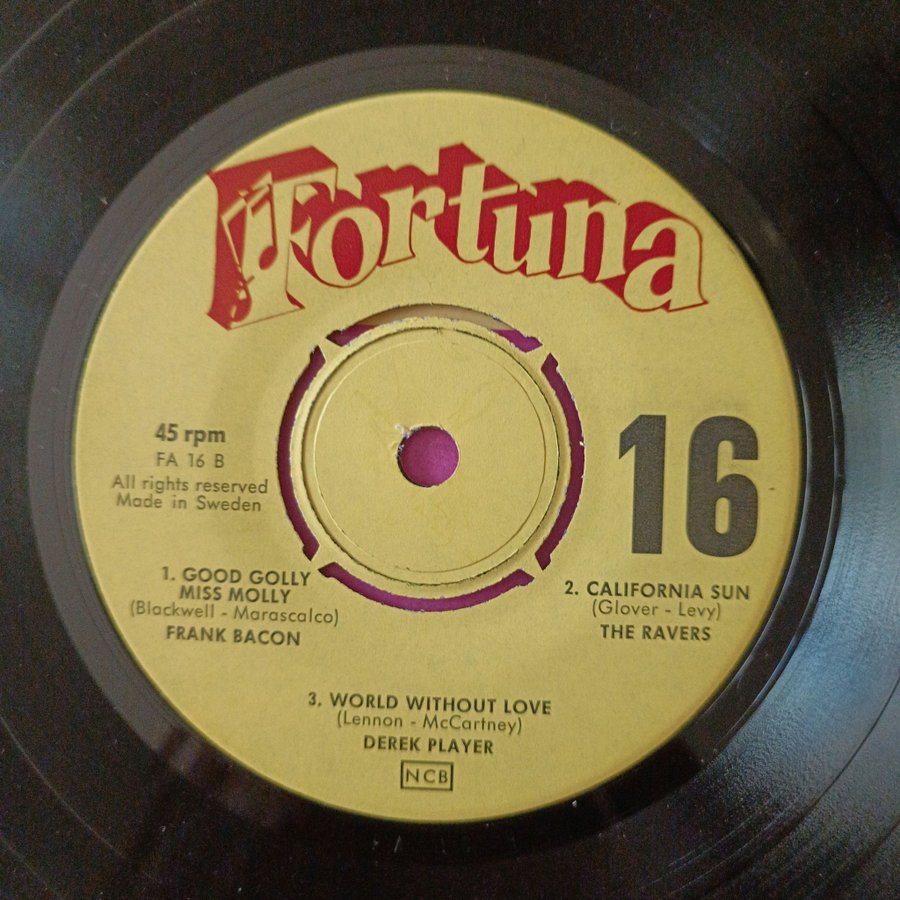 Fortuna
45 rpm
FA 16 B
All rights reserved
Made in Sweden
16
1. GOOD GOLLY
MISS MOLLY
(Blackwell - Marascalco)
FRANK BACON
2. CALIFORNIA SUN
(Glover - Levy)
THE RAVERS
3. WORLD WITHOUT LOVE
(Lennon - McCartney)
DEREK PLAYER
NCB